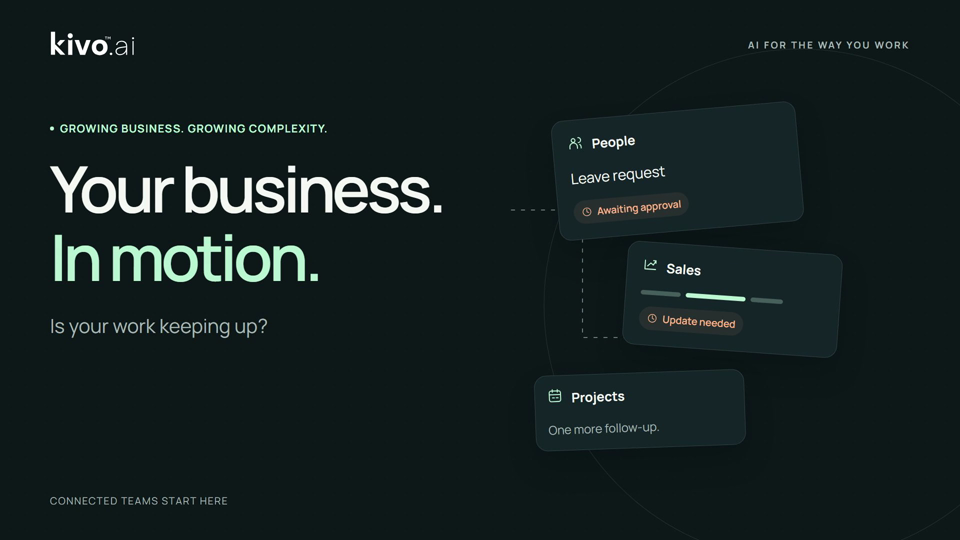 kivo™.ai
AI FOR THE WAY YOU WORK
• GROWING BUSINESS. GROWING COMPLEXITY.
Your business.
In motion.
Is your work keeping up?
People
Leave request
Awaiting approval
Sales
Update needed
Projects
One more follow-up.
CONNECTED TEAMS START HERE